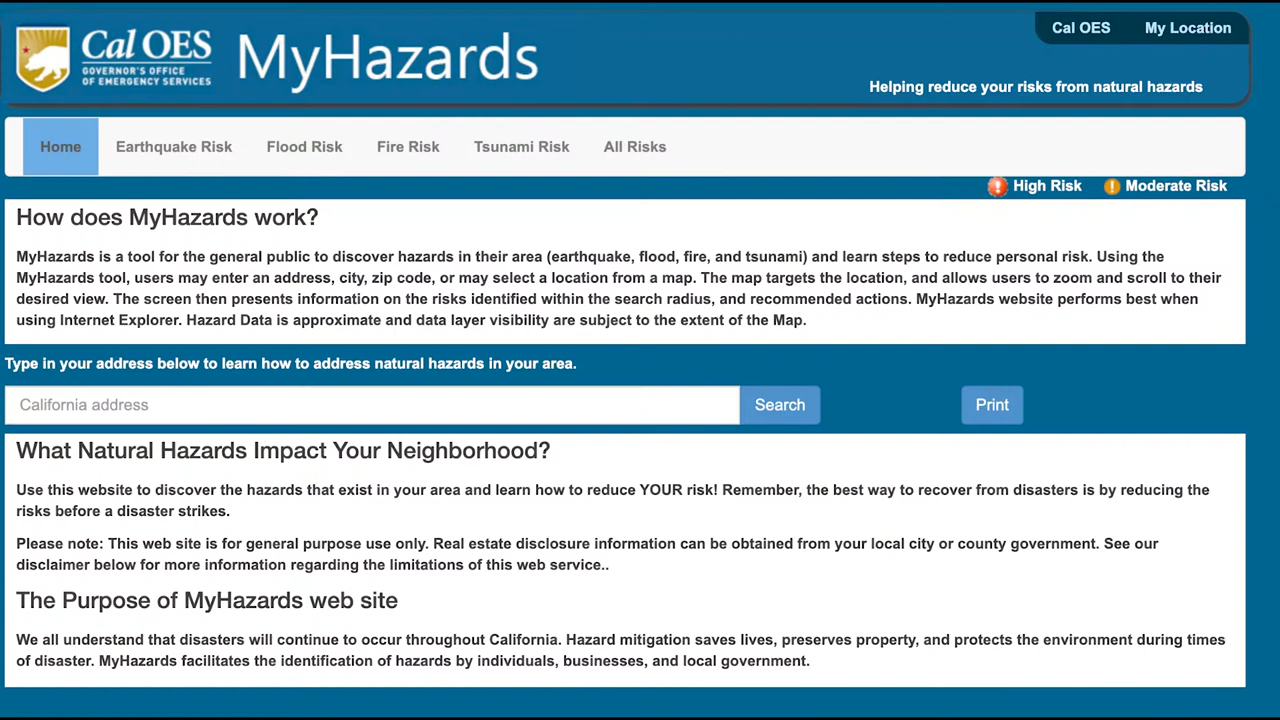 Cal OES
GOVERNOR'S OFFICE
OF EMERGENCY SERVICES
MyHazards
Cal OES My Location
Helping reduce your risks from natural hazards
Home Earthquake Risk Flood Risk Fire Risk Tsunami Risk All Risks
High Risk Moderate Risk
How does MyHazards work?
MyHazards is a tool for the general public to discover hazards in their area (earthquake, flood, fire, and tsunami) and learn steps to reduce personal risk. Using the
MyHazards tool, users may enter an address, city, zip code, or may select a location from a map. The map targets the location, and allows users to zoom and scroll to their
desired view. The screen then presents information on the risks identified within the search radius, and recommended actions. MyHazards website performs best when
using Internet Explorer. Hazard Data is approximate and data layer visibility are subject to the extent of the Map.
Type in your address below to learn how to address natural hazards in your area.
California address Search Print
What Natural Hazards Impact Your Neighborhood?
Use this website to discover the hazards that exist in your area and learn how to reduce YOUR risk! Remember, the best way to recover from disasters is by reducing the
risks before a disaster strikes.
Please note: This web site is for general purpose use only. Real estate disclosure information can be obtained from your local city or county government. See our
disclaimer below for more information regarding the limitations of this web service..
The Purpose of MyHazards web site
We all understand that disasters will continue to occur throughout California. Hazard mitigation saves lives, preserves property, and protects the environment during times
of disaster. MyHazards facilitates the identification of hazards by individuals, businesses, and local government.